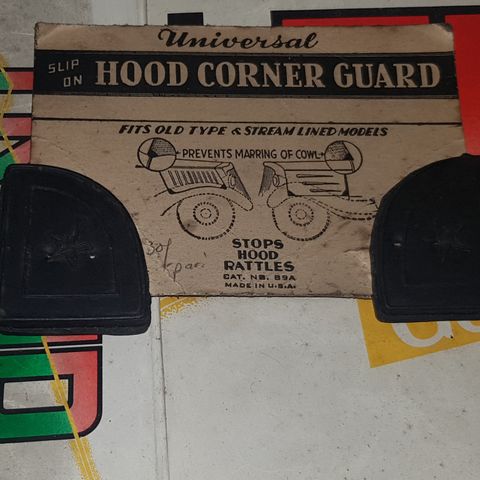 Universal
SLIP ON HOOD CORNER GUARD
FITS OLD TYPE & STREAM LINED MODELS
PREVENTS MARRING OF COWL
STOPS
HOOD
RATTLES
CAT. NO. 89A
MADE IN U.S.A.
30¢